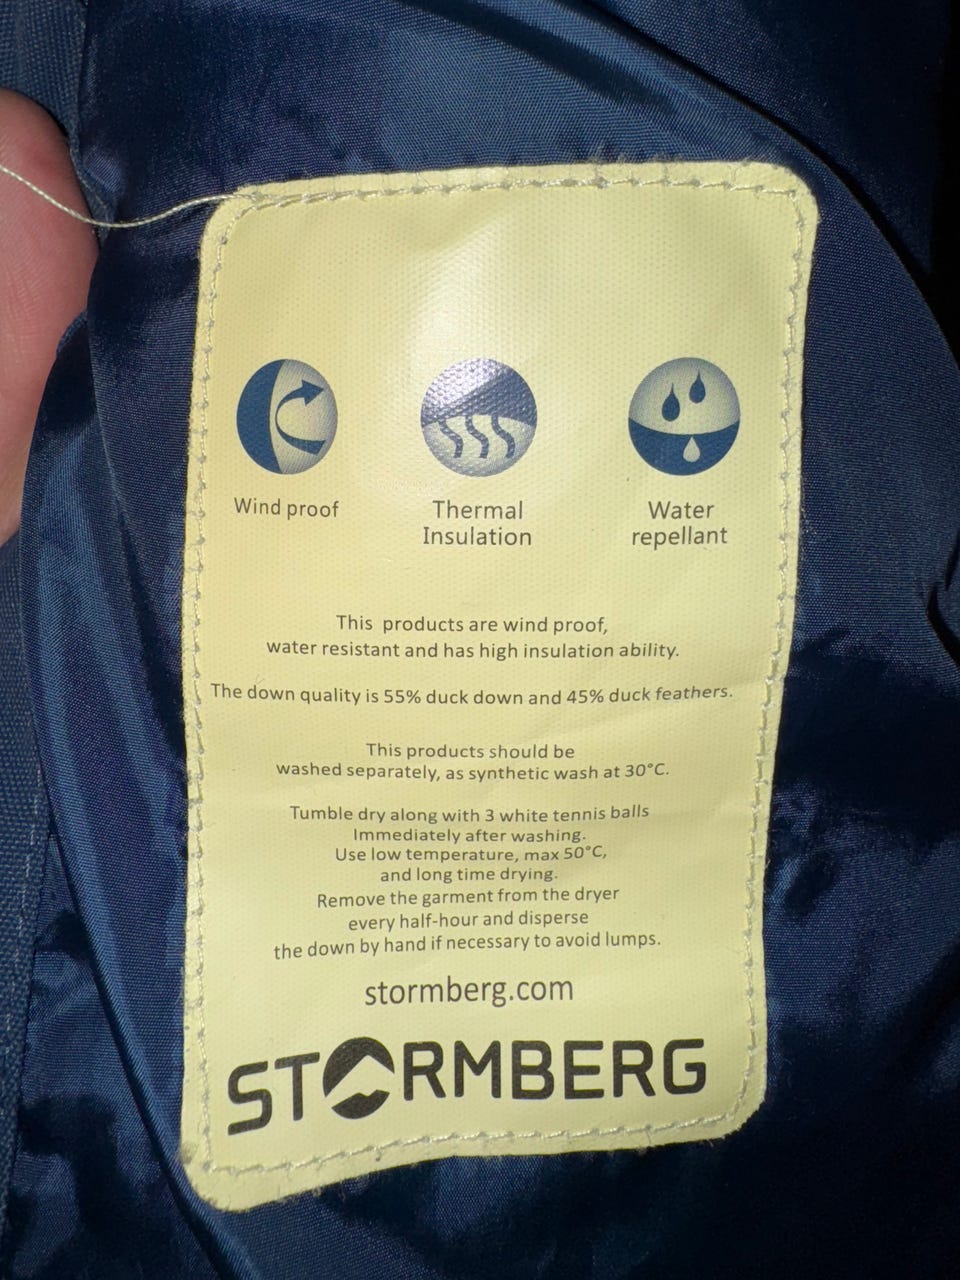 Wind proof
Thermal
Insulation
Water
repellant
This products are wind proof,
water resistant and has high insulation ability.
The down quality is 55% duck down and 45% duck feathers.
This products should be
washed separately, as synthetic wash at 30°C.
Tumble dry along with 3 white tennis balls
Immediately after washing.
Use low temperature, max 50°C,
and long time drying.
Remove the garment from the dryer
every half-hour and disperse
the down by hand if necessary to avoid lumps.
stormberg.com
STORMBERG